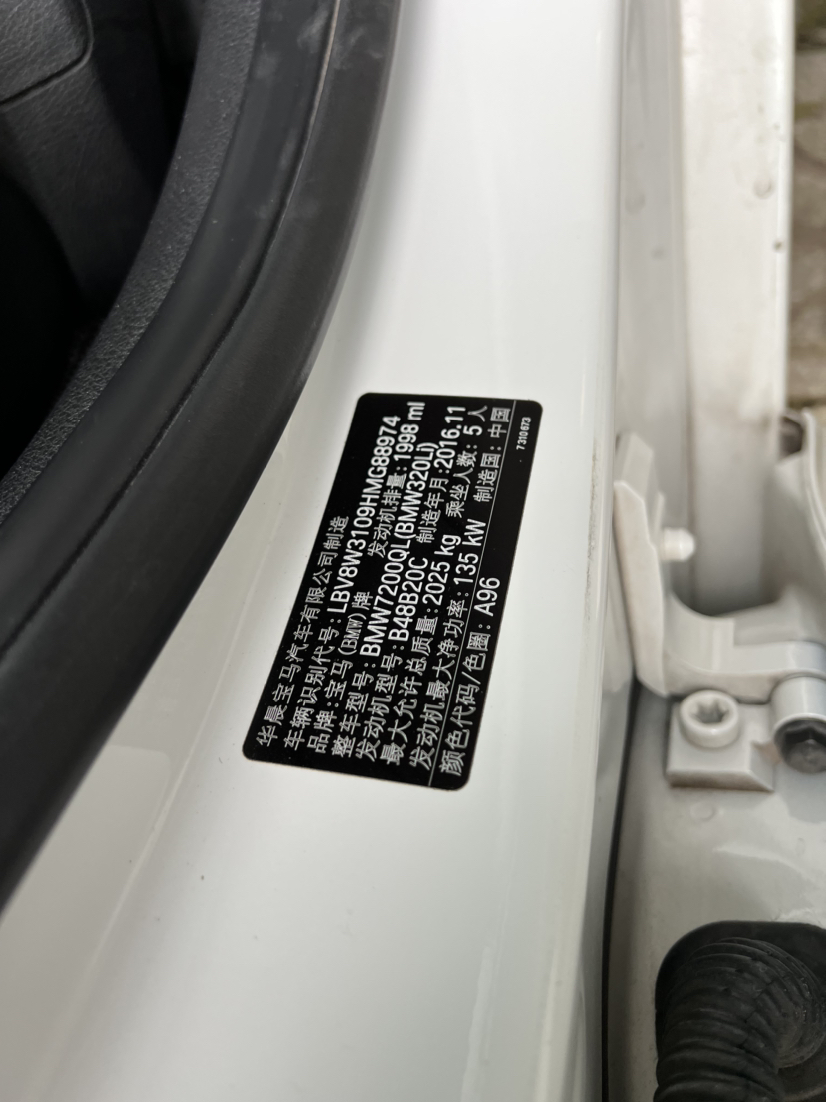 华晨宝马汽车有限公司制造
车辆识别代号: LBV8W3109HMG88974
品牌: 宝马(BMW)牌 发动机排量: 1998 ml
整车型号: BMW7200QL(BMW320Li)
发动机型号: B48B20C 制造年月: 2016.11
最大允许总质量: 2025 kg 乘坐人数: 5 人
发动机最大净功率: 135 kW 制造国: 中国
颜色代码/色圈: A96
7 310 673